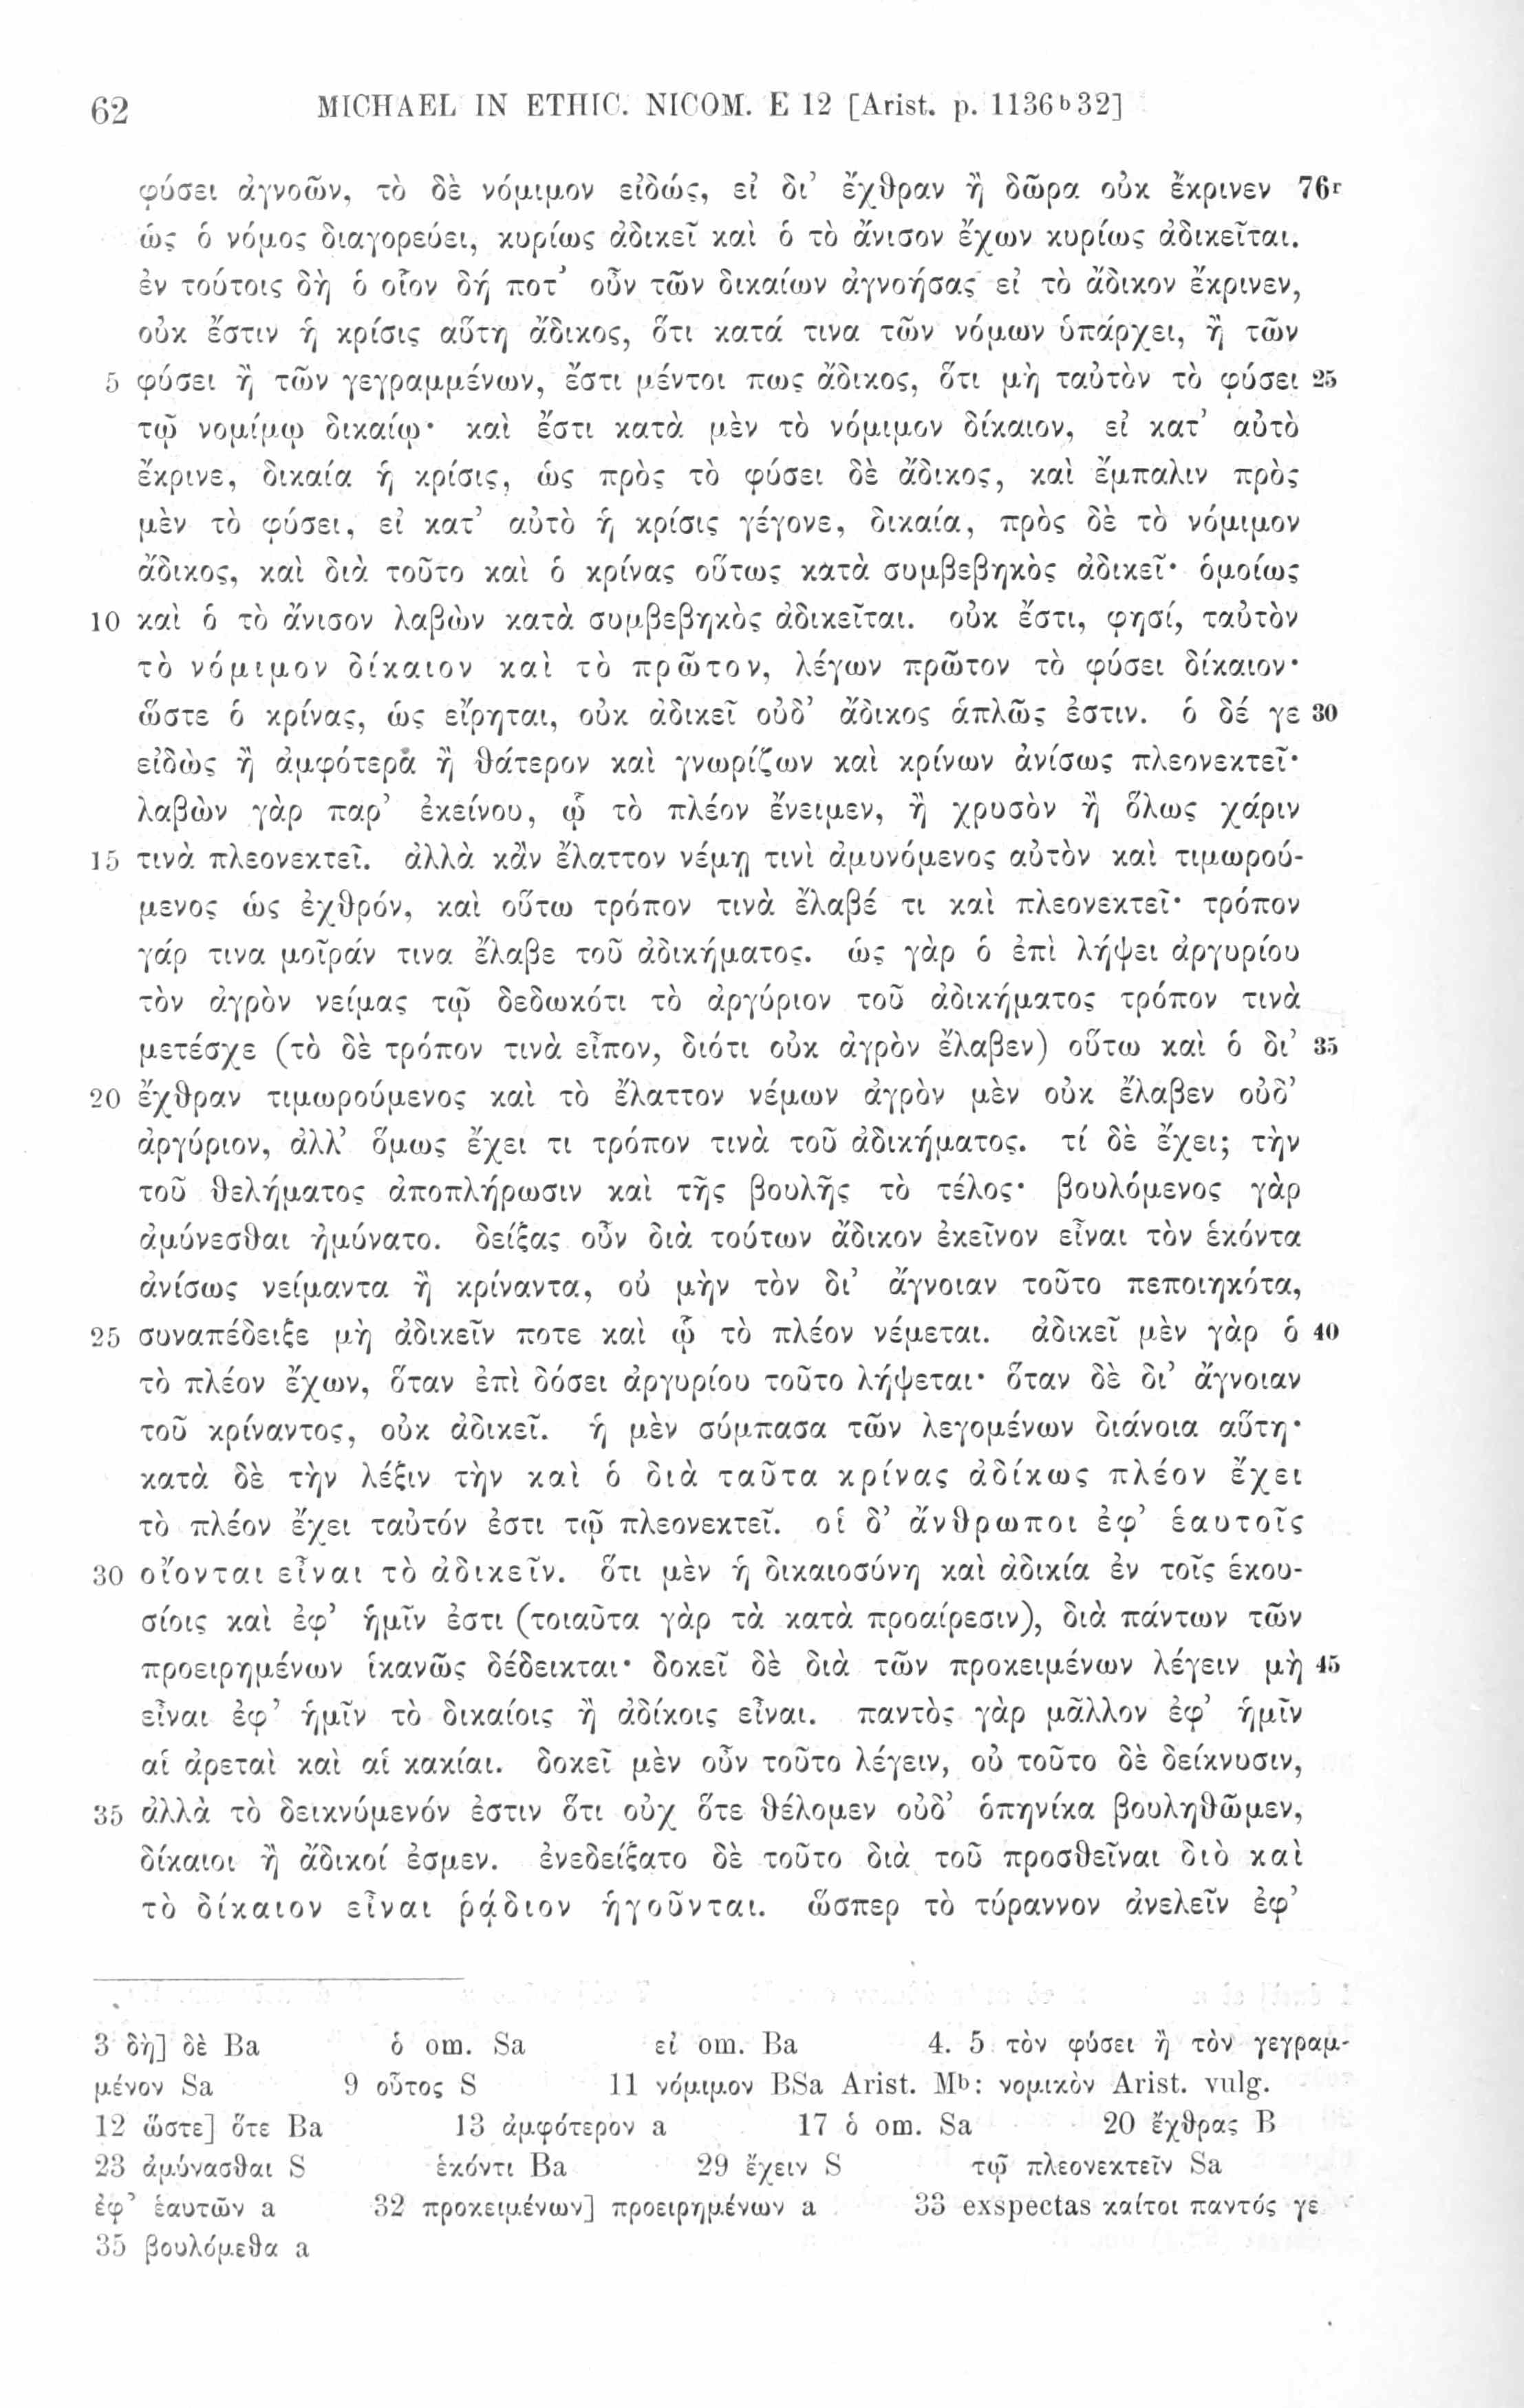 62 MICHAEL IN ETHIC. NICOM. E 12 [Arist. p. 1136b32]
φύσει ἀγνοῶν, τὸ δὲ νόμιμον εἰδώς, εἰ δι’ ἔχθραν ἢ δῶρα οὐκ ἔκρινεν 76r
ὡς ὁ νόμος διαγορεύει, κυρίως ἀδικεῖ καὶ ὁ τὸ ἄνισον ἔχων κυρίως ἀδικεῖται.
ἐν τούτοις δὴ ὁ οἷον δή ποτ’ οὖν τῶν δικαίων ἀγνοήσας εἰ τὸ ἄδικον ἔκρινεν,
οὐκ ἔστιν ἡ κρίσις αὕτη ἄδικος, ὅτι κατά τινα τῶν νόμων ὑπάρχει, ἢ τῶν
5 φύσει ἢ τῶν γεγραμμένων, ἔστι μέντοι πως ἄδικος, ὅτι μὴ ταὐτὸν τὸ φύσει 25
τῷ νομίμῳ δικαίῳ· καὶ ἔστι κατὰ μὲν τὸ νόμιμον δίκαιον, εἰ κατ’ αὐτὸ
ἔκρινε, δικαία ἡ κρίσις, ὡς πρὸς τὸ φύσει δὲ ἄδικος, καὶ ἔμπαλιν πρὸς
μὲν τὸ φύσει, εἰ κατ’ αὐτὸ ἡ κρίσις γέγονε, δικαία, πρὸς δὲ τὸ νόμιμον
ἄδικος, καὶ διὰ τοῦτο καὶ ὁ κρίνας οὕτως κατὰ συμβεβηκὸς ἀδικεῖ· ὁμοίως
10 καὶ ὁ τὸ ἄνισον λαβὼν κατὰ συμβεβηκὸς ἀδικεῖται. οὐκ ἔστι, φησί, ταὐτὸν
τὸ νόμιμον δίκαιον καὶ τὸ πρῶτον, λέγων πρῶτον τὸ φύσει δίκαιον·
ὥστε ὁ κρίνας, ὡς εἴρηται, οὐκ ἀδικεῖ οὐδ’ ἄδικος ἁπλῶς ἐστιν. ὁ δέ γε 30
εἰδὼς ἢ ἀμφότερα ἢ θάτερον καὶ γνωρίζων καὶ κρίνων ἀνίσως πλεονεκτεῖ·
λαβὼν γὰρ παρ’ ἐκείνου, ᾧ τὸ πλέον ἔνειμεν, ἢ χρυσὸν ἢ ὅλως χάριν
15 τινὰ πλεονεκτεῖ. ἀλλὰ κἂν ἔλαττον νέμῃ τινὶ ἀμυνόμενος αὐτὸν καὶ τιμωρού-
μενος ὡς ἐχθρόν, καὶ οὕτω τρόπον τινὰ ἔλαβέ τι καὶ πλεονεκτεῖ· τρόπον
γάρ τινα μοῖράν τινα ἔλαβε τοῦ ἀδικήματος. ὡς γὰρ ὁ ἐπὶ λήψει ἀργυρίου
τὸν ἀγρὸν νείμας τῷ δεδωκότι τὸ ἀργύριον τοῦ ἀδικήματος τρόπον τινὰ
μετέσχε (τὸ δὲ τρόπον τινὰ εἶπον, διότι οὐκ ἀγρὸν ἔλαβεν) οὕτω καὶ ὁ δι’ 35
20 ἔχθραν τιμωρούμενος καὶ τὸ ἔλαττον νέμων ἀγρὸν μὲν οὐκ ἔλαβεν οὐδ’
ἀργύριον, ἀλλ’ ὅμως ἔχει τι τρόπον τινὰ τοῦ ἀδικήματος. τί δὲ ἔχει; τὴν
τοῦ θελήματος ἀποπλήρωσιν καὶ τῆς βουλῆς τὸ τέλος· βουλόμενος γὰρ
ἀμύνεσθαι ἠμύνατο. δείξας οὖν διὰ τούτων ἄδικον ἐκεῖνον εἶναι τὸν ἑκόντα
ἀνίσως νείμαντα ἢ κρίναντα, οὐ μὴν τὸν δι’ ἄγνοιαν τοῦτο πεποιηκότα,
25 συναπέδειξε μὴ ἀδικεῖν ποτε καὶ ᾧ τὸ πλέον νέμεται. ἀδικεῖ μὲν γὰρ ὁ 40
τὸ πλέον ἔχων, ὅταν ἐπὶ δόσει ἀργυρίου τοῦτο λήψεται· ὅταν δὲ δι’ ἄγνοιαν
τοῦ κρίναντος, οὐκ ἀδικεῖ. ἡ μὲν σύμπασα τῶν λεγομένων διάνοια αὕτη·
κατὰ δὲ τὴν λέξιν τὴν καὶ ὁ διὰ ταῦτα κρίνας ἀδίκως πλέον ἔχει
τὸ πλέον ἔχει ταὐτόν ἐστι τῷ πλεονεκτεῖ. οἱ δ’ ἄνθρωποι ἐφ’ ἑαυτοῖς
30 οἴονται εἶναι τὸ ἀδικεῖν. ὅτι μὲν ἡ δικαιοσύνη καὶ ἀδικία ἐν τοῖς ἑκου-
σίοις καὶ ἐφ’ ἡμῖν ἐστι (τοιαῦτα γὰρ τὰ κατὰ προαίρεσιν), διὰ πάντων τῶν
προειρημένων ἱκανῶς δέδεικται· δοκεῖ δὲ διὰ τῶν προκειμένων λέγειν μὴ 45
εἶναι ἐφ’ ἡμῖν τὸ δικαίοις ἢ ἀδίκοις εἶναι. παντὸς γὰρ μᾶλλον ἐφ’ ἡμῖν
αἱ ἀρεταὶ καὶ αἱ κακίαι. δοκεῖ μὲν οὖν τοῦτο λέγειν, οὐ τοῦτο δὲ δείκνυσιν,
35 ἀλλὰ τὸ δεικνύμενόν ἐστιν ὅτι οὐχ ὅτε θέλομεν οὐδ’ ὁπηνίκα βουληθῶμεν,
δίκαιοι ἢ ἄδικοί ἐσμεν. ἐνεδείξατο δὲ τοῦτο διὰ τοῦ προσθεῖναι διὸ καὶ
τὸ δίκαιον εἶναι ῥᾴδιον ἡγοῦνται. ὥσπερ τὸ τύραννον ἀνελεῖν ἐφ’
3 δὴ] δὲ Ba ὁ om. Sa εἰ om. Ba 4. 5 τὸν φύσει ἢ τὸν γεγραμ-
μένον Sa 9 οὗτος S 11 νόμιμον BSa Arist. Mb: νομικὸν Arist. vulg.
12 ὥστε] ὅτε Ba 13 ἀμφότερον a 17 ὁ om. Sa 20 ἔχθρας B
23 ἀμύνασθαι S ἑκόντι Ba 29 ἔχειν S τῷ πλεονεκτεῖν Sa
ἐφ’ ἑαυτῶν a 32 προκειμένων] προειρημένων a 33 exspectas καίτοι παντός γε
35 βουλόμεθα a